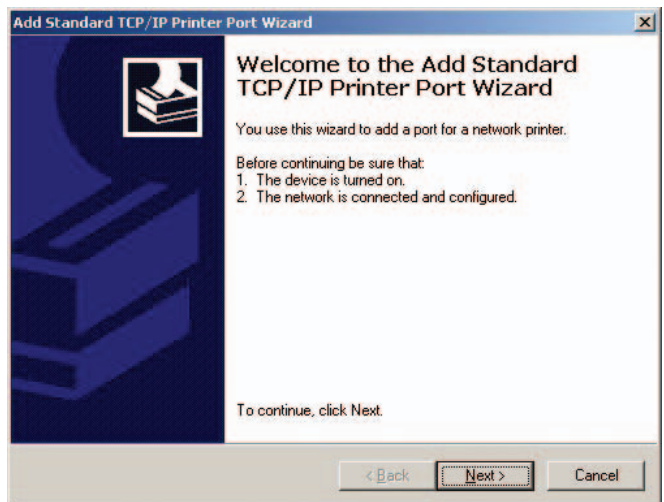 Add Standard TCP/IP Printer Port Wizard
Welcome to the Add Standard
TCP/IP Printer Port Wizard
You use this wizard to add a port for a network printer.
Before continuing be sure that:
1. The device is turned on.
2. The network is connected and configured.
To continue, click Next.
< Back
Next >
Cancel